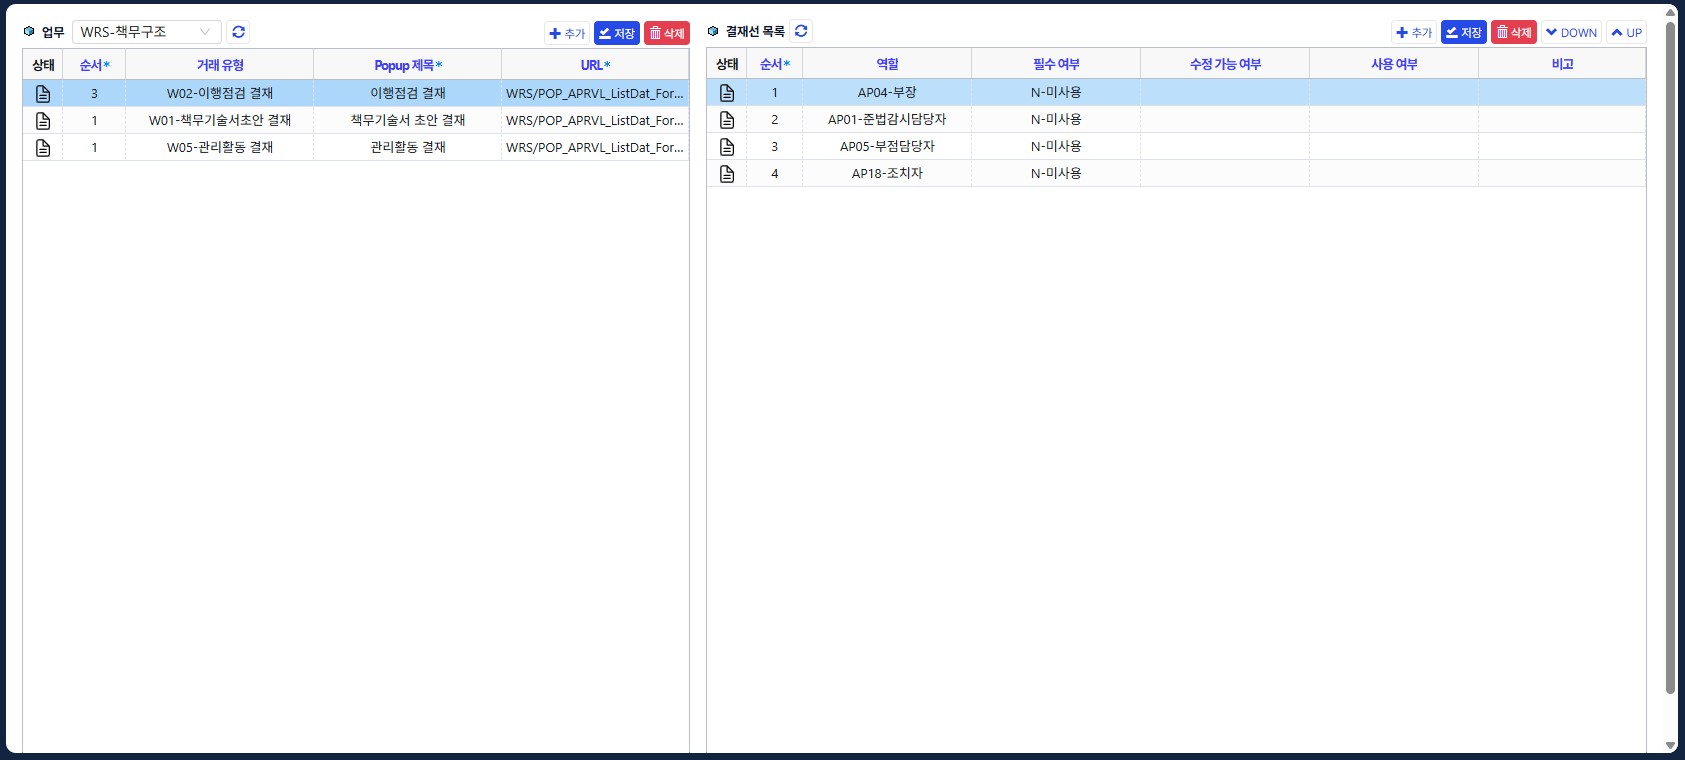 업무 WRS-책무구조 추가 저장 삭제
상태 순서* 거래 유형 Popup 제목* URL*
3 W02-이행점검 결재 이행점검 결재 WRS/POP_APRVL_ListDat_For...
1 W01-책무기술서초안 결재 책무기술서 초안 결재 WRS/POP_APRVL_ListDat_For...
1 W05-관리활동 결재 관리활동 결재 WRS/POP_APRVL_ListDat_For...
결재선 목록 추가 저장 삭제 DOWN UP
상태 순서* 역할 필수 여부 수정 가능 여부 사용 여부 비고
1 AP04-부장 N-미사용
2 AP01-준법감시담당자 N-미사용
3 AP05-부점담당자 N-미사용
4 AP18-조치자 N-미사용